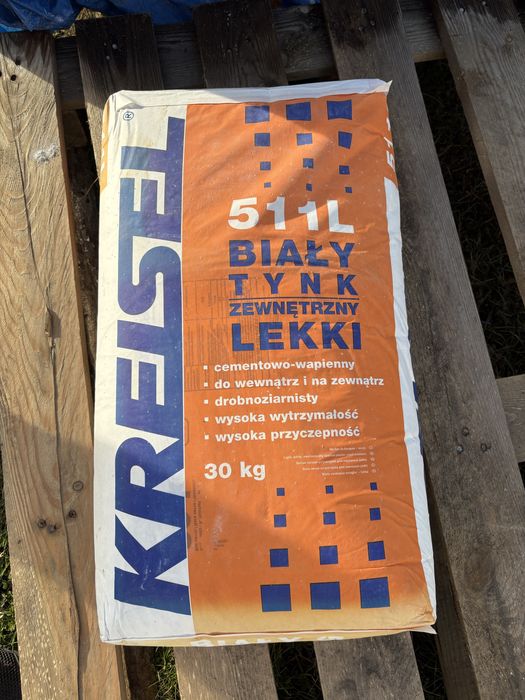 KREISEL®
511L
BIAŁY
TYNK
ZEWNĘTRZNY
LEKKI
▪ cementowo-wapienny
▪ do wewnątrz i na zewnątrz
▪ drobnoziarnisty
▪ wysoka wytrzymałość
▪ wysoka przyczepność
30 kg